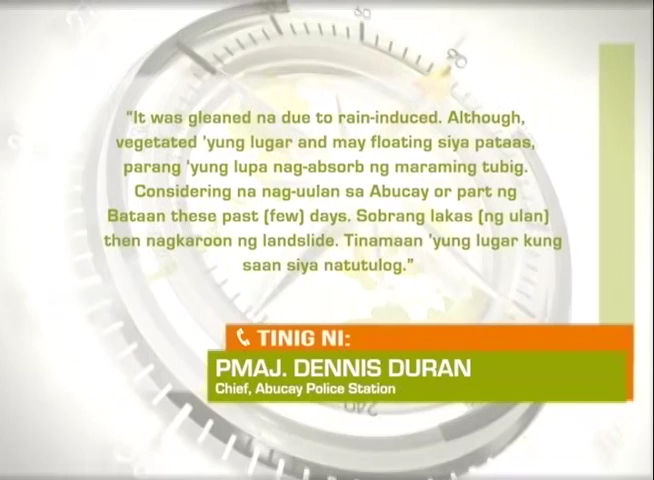 "It was gleaned na due to rain-induced. Although,
vegetated 'yung lugar and may floating siya pataas,
parang 'yung lupa nag-absorb ng maraming tubig.
Considering na nag-uulan sa Abucay or part ng
Bataan these past (few) days. Sobrang lakas (ng ulan)
then nagkaroon ng landslide. Tinamaan 'yung lugar kung
saan siya natutulog."
TINIG NI:
PMAJ. DENNIS DURAN
Chief, Abucay Police Station